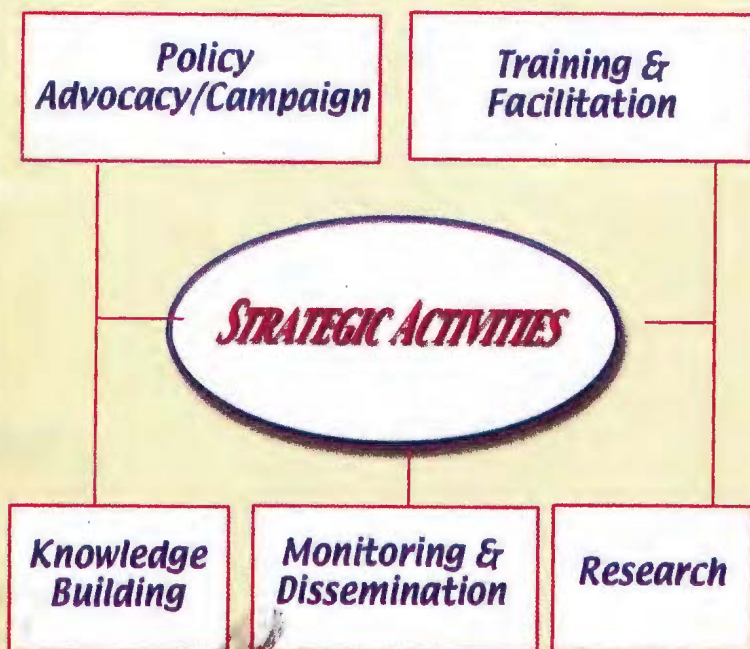 Policy
Advocacy/Campaign
Training &
Facilitation
STRATEGIC ACTIVITIES
Knowledge
Building
Monitoring &
Dissemination
Research